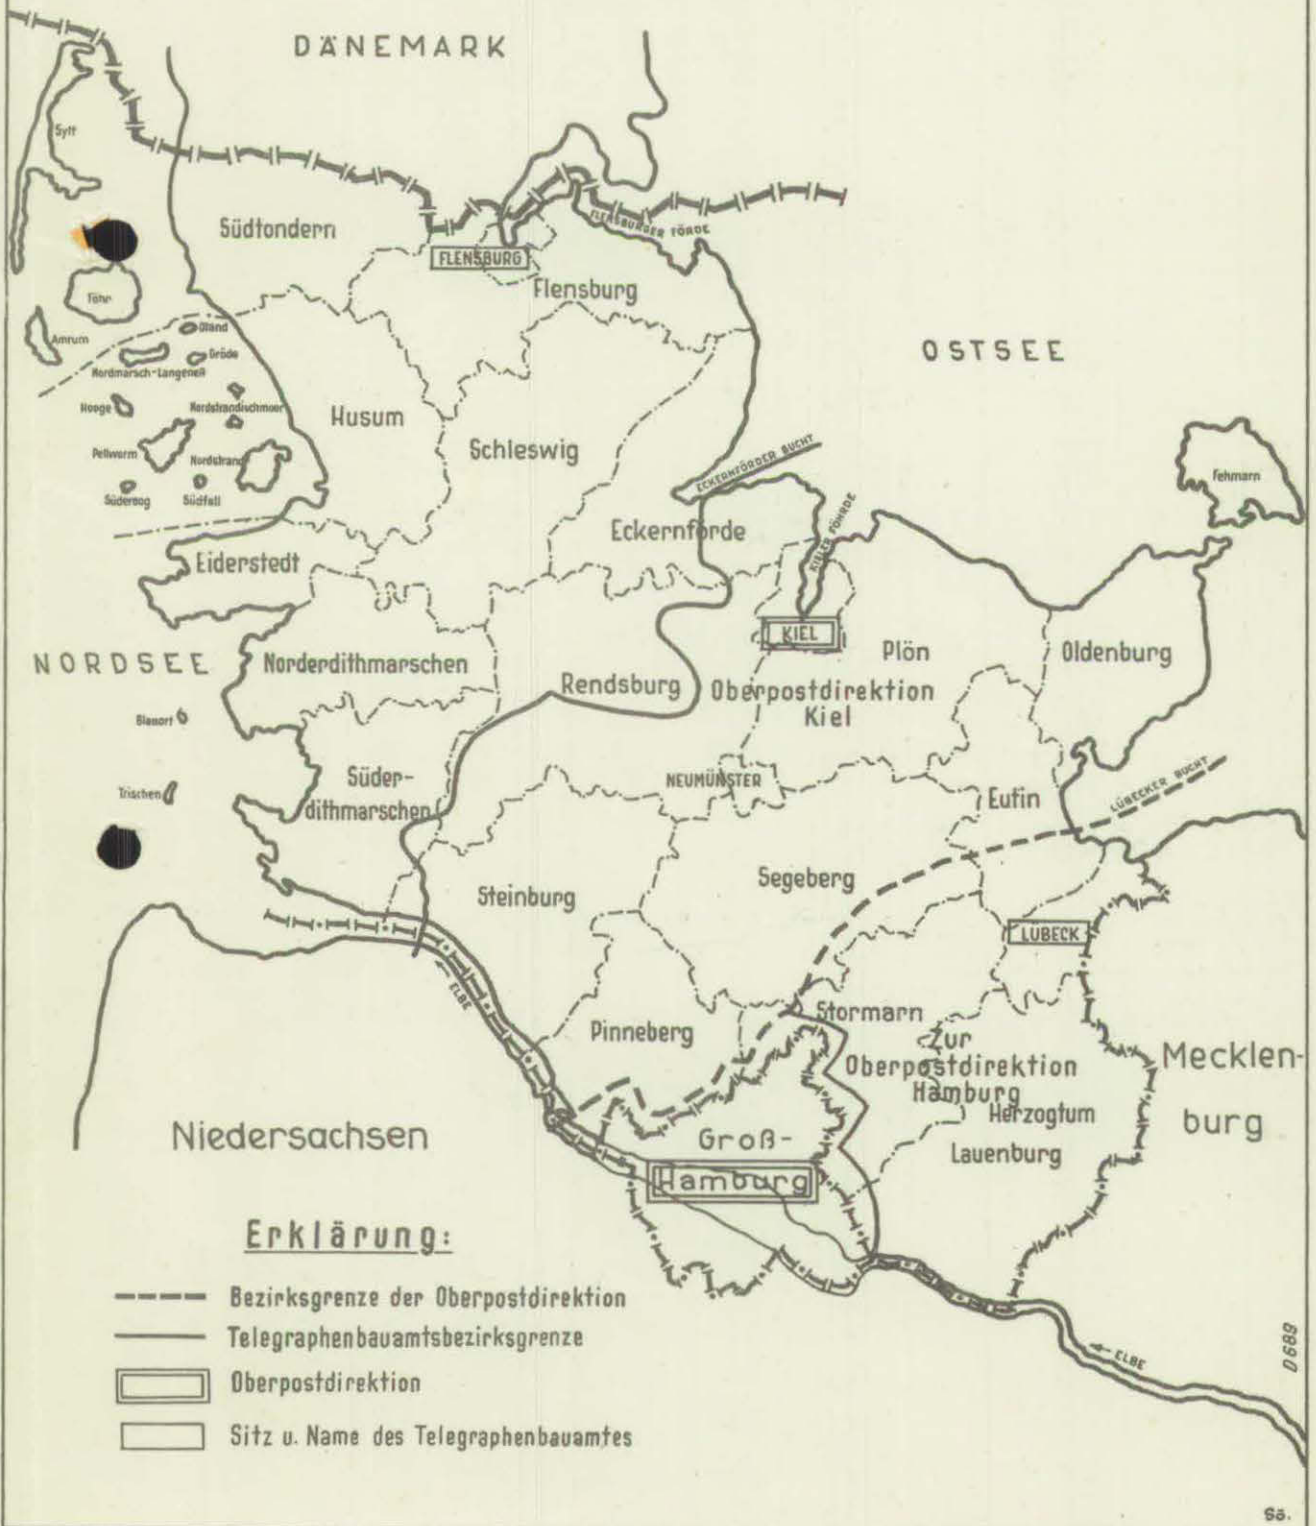 DÄNEMARK
Sylt
Südtondern
FLENSBURGER FÖRDE
FLENSBURG
Flensburg
Föhr
Oland
Amrum
Gröde
Nordmarsch-Langeneß
OSTSEE
Hooge
Nordstrandischmoor
Husum
Schleswig
Pellworm
Nordstrand
ECKERNFÖRDER BUCHT
Fehmarn
Süderoog
Südfall
Eckernförde
KIELER FÖHRDE
Eiderstedt
KIEL
NORDSEE
Norderdithmarschen
Plön
Oldenburg
Rendsburg
Oberpostdirektion
Kiel
Blauort
Trischen
Süder-
dithmarschen
NEUMÜNSTER
Eutin
LÜBECKER BUCHT
Steinburg
Segeberg
LÜBECK
ELBE
Pinneberg
Stormarn
Zur
Oberpostdirektion
Hamburg
Herzogtum
Lauenburg
Mecklen-
burg
Niedersachsen
Groß-
Hamburg
Erklärung:
Bezirksgrenze der Oberpostdirektion
Telegraphenbauamtsbezirksgrenze
Oberpostdirektion
Sitz u. Name des Telegraphenbauamtes
ELBE
D689
Sö.